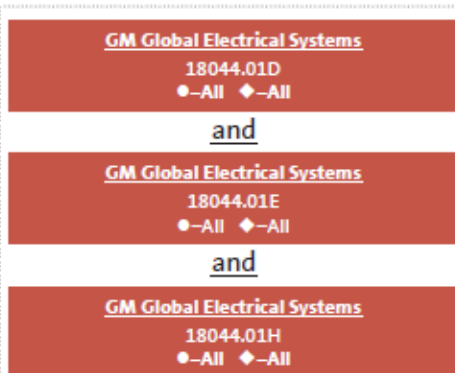 GM Global Electrical Systems
18044.01D
●–All ◆–All
and
GM Global Electrical Systems
18044.01E
●–All ◆–All
and
GM Global Electrical Systems
18044.01H
●–All ◆–All